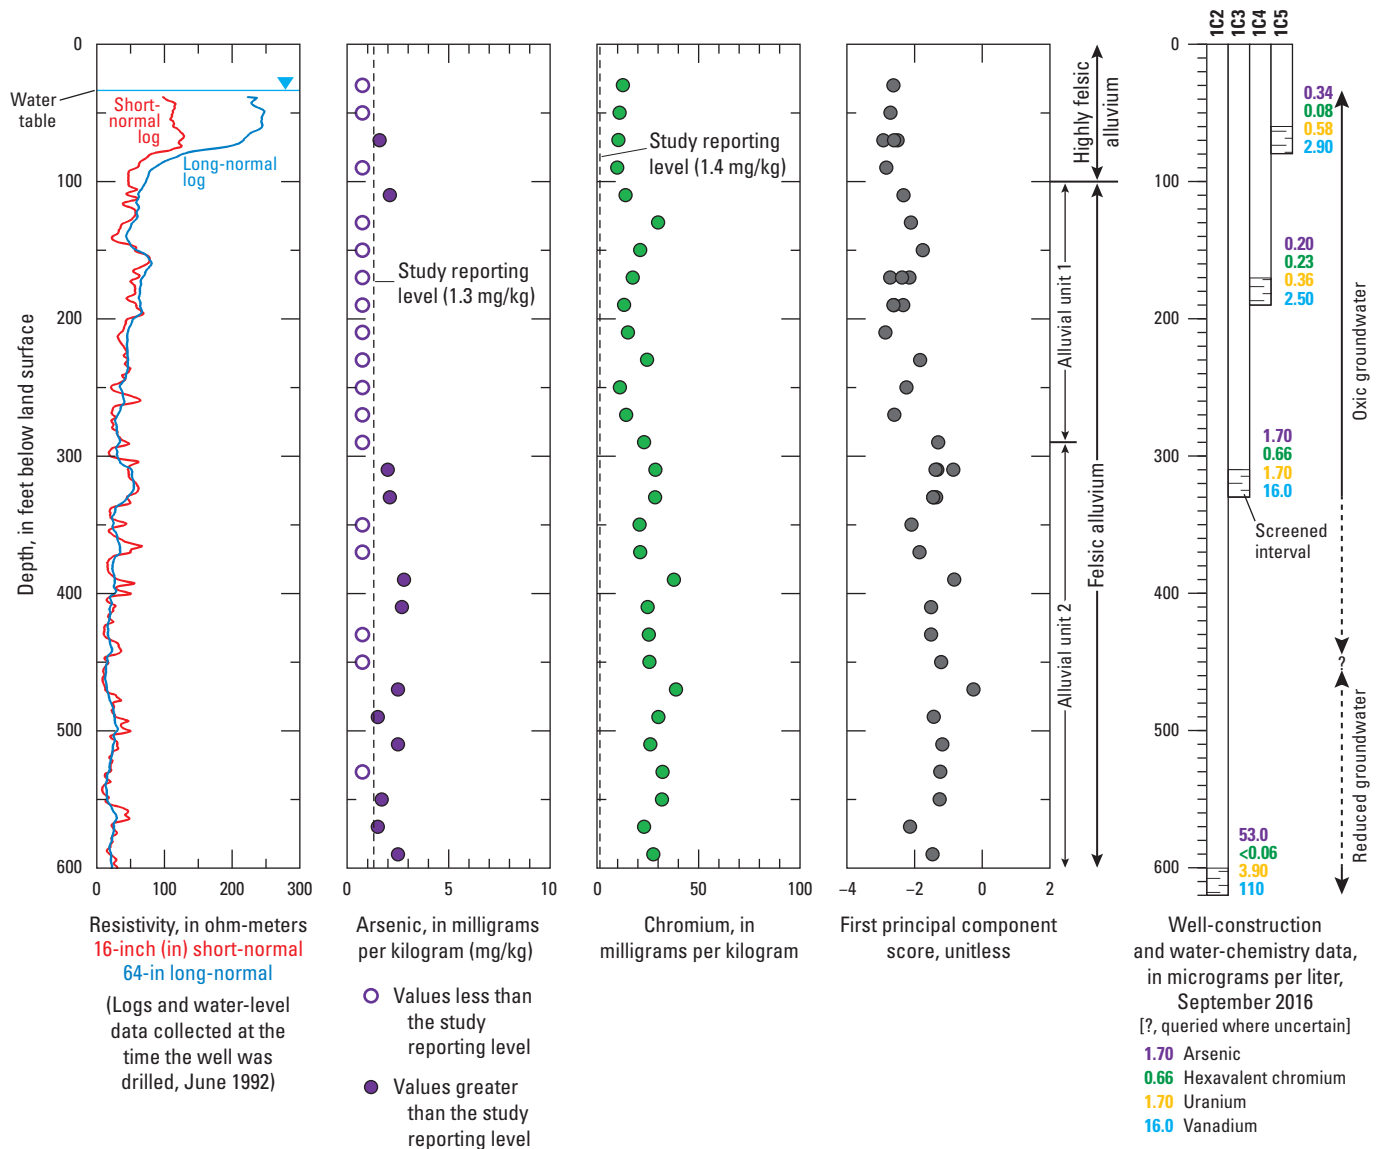 1C2
1C3
1C4
1C5
0
100
200
300
400
500
600
Depth, in feet below land surface
Water
table
Short-
normal
log
Long-normal
log
0
100
200
300
Resistivity, in ohm-meters
16-inch (in) short-normal
64-in long-normal
(Logs and water-level
data collected at the
time the well was
drilled, June 1992)
Study reporting
level (1.3 mg/kg)
0
5
10
Arsenic, in milligrams
per kilogram (mg/kg)
Values less than
the study
reporting level
Values greater
than the study
reporting level
Study reporting
level (1.4 mg/kg)
0
50
100
Chromium, in
milligrams per kilogram
−4
−2
0
2
First principal component
score, unitless
Highly felsic
alluvium
Alluvial unit 1
Alluvial unit 2
Felsic alluvium
0
100
200
300
400
500
600
0.34
0.08
0.58
2.90
0.20
0.23
0.36
2.50
1.70
0.66
1.70
16.0
Screened
interval
53.0
<0.06
3.90
110
Oxic groundwater
?
Reduced groundwater
Well-construction
and water-chemistry data,
in micrograms per liter,
September 2016
[?, queried where uncertain]
1.70 Arsenic
0.66 Hexavalent chromium
1.70 Uranium
16.0 Vanadium